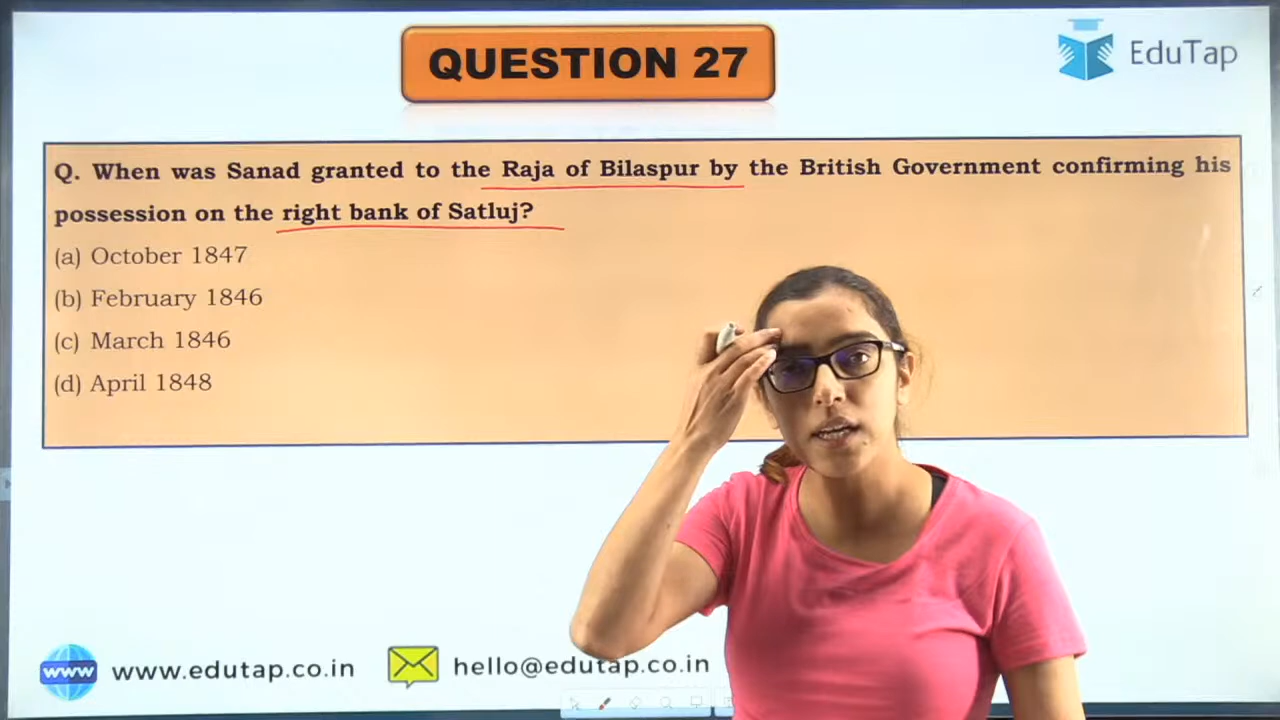 QUESTION 27
EduTap
Q. When was Sanad granted to the Raja of Bilaspur by the British Government confirming his
possession on the right bank of Satluj?
(a) October 1847
(b) February 1846
(c) March 1846
(d) April 1848
www www.edutap.co.in
hello@edutap.co.in